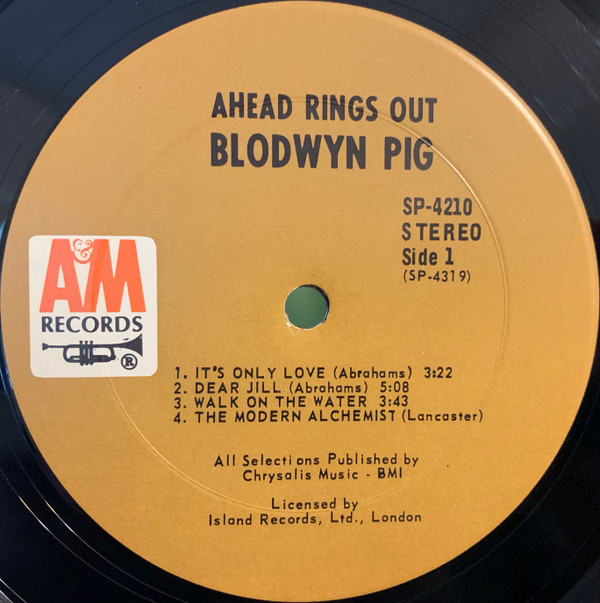 AHEAD RINGS OUT
BLODWYN PIG
SP-4210
STEREO
Side 1
(SP-4319)
A&M
RECORDS
®
1. IT'S ONLY LOVE (Abrahams) 3:22
2. DEAR JILL (Abrahams) 5:08
3. WALK ON THE WATER 3:43
4. THE MODERN ALCHEMIST (Lancaster)
All Selections Published by
Chrysalis Music - BMI
Licensed by
Island Records, Ltd., London